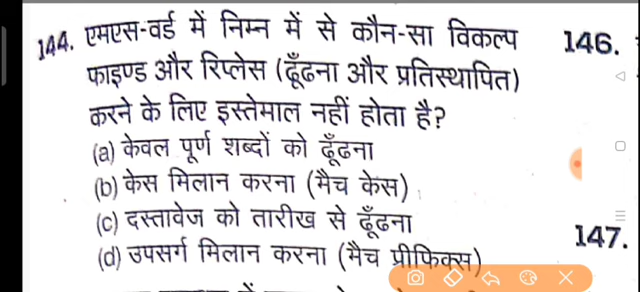 144. एमएस-वर्ड में निम्न में से कौन-सा विकल्प
फाइण्ड और रिप्लेस (ढूँढना और प्रतिस्थापित)
करने के लिए इस्तेमाल नहीं होता है?
(a) केवल पूर्ण शब्दों को ढूँढना
(b) केस मिलान करना (मैच केस)
(c) दस्तावेज को तारीख से ढूँढना
(d) उपसर्ग मिलान करना (मैच प्रीफिक्स)
146.
147.